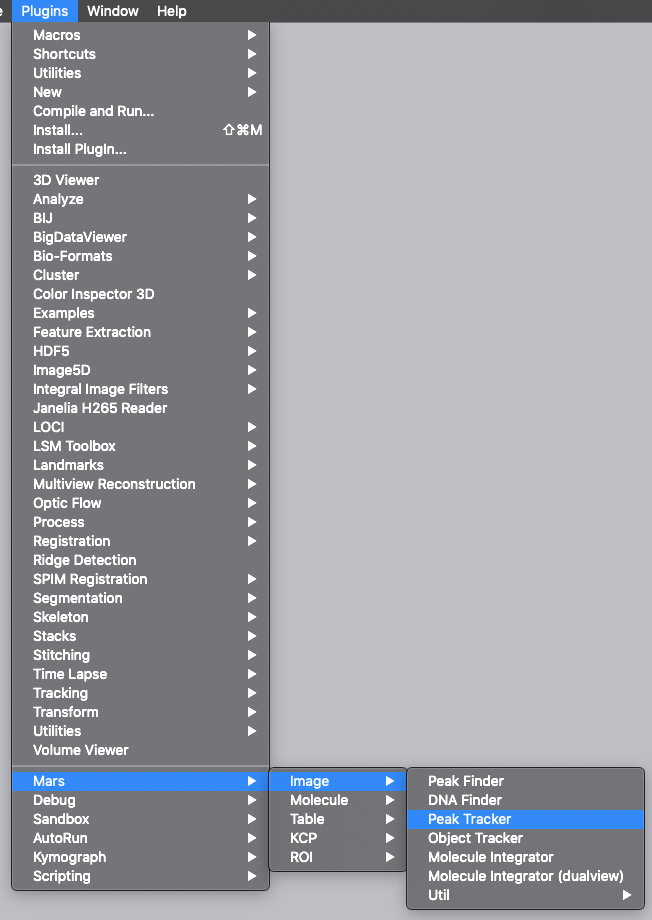 Plugins Window Help
Macros
Shortcuts
Utilities
New
Compile and Run...
Install... ⇧⌘M
Install PlugIn...
3D Viewer
Analyze
BIJ
BigDataViewer
Bio-Formats
Cluster
Color Inspector 3D
Examples
Feature Extraction
HDF5
Image5D
Integral Image Filters
Janelia H265 Reader
LOCI
LSM Toolbox
Landmarks
Multiview Reconstruction
Optic Flow
Process
Registration
Ridge Detection
SPIM Registration
Segmentation
Skeleton
Stacks
Stitching
Time Lapse
Tracking
Transform
Utilities
Volume Viewer
Mars
Debug
Sandbox
AutoRun
Kymograph
Scripting
Image
Molecule
Table
KCP
ROI
Peak Finder
DNA Finder
Peak Tracker
Object Tracker
Molecule Integrator
Molecule Integrator (dualview)
Util